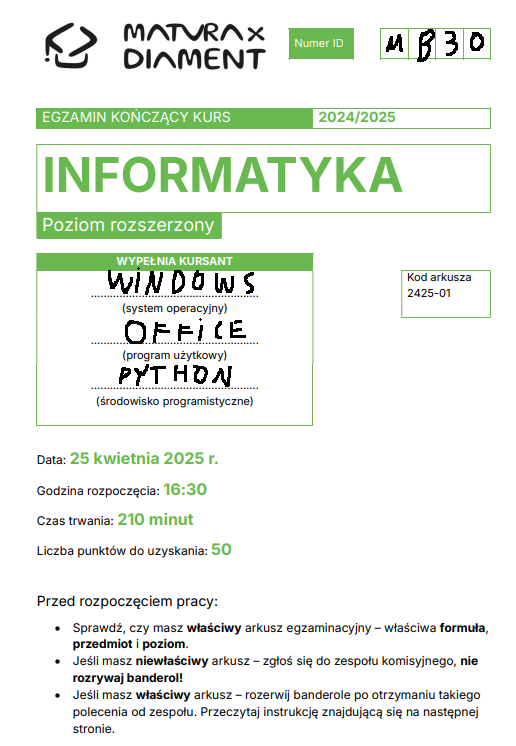 MATURA X
DIAMENT
Numer ID
MB30
EGZAMIN KOŃCZĄCY KURS
2024/2025
INFORMATYKA
Poziom rozszerzony
WYPEŁNIA KURSANT
WINDOWS
(system operacyjny)
OFFICE
(program użytkowy)
PYTHON
(środowisko programistyczne)
Kod arkusza
2425-01
Data: 25 kwietnia 2025 r.
Godzina rozpoczęcia: 16:30
Czas trwania: 210 minut
Liczba punktów do uzyskania: 50
Przed rozpoczęciem pracy:
• Sprawdź, czy masz właściwy arkusz egzaminacyjny – właściwa formuła,
przedmiot i poziom.
• Jeśli masz niewłaściwy arkusz – zgłoś się do zespołu komisyjnego, nie
rozrywaj banderol!
• Jeśli masz właściwy arkusz – rozerwij banderole po otrzymaniu takiego
polecenia od zespołu. Przeczytaj instrukcję znajdującą się na następnej
stronie.